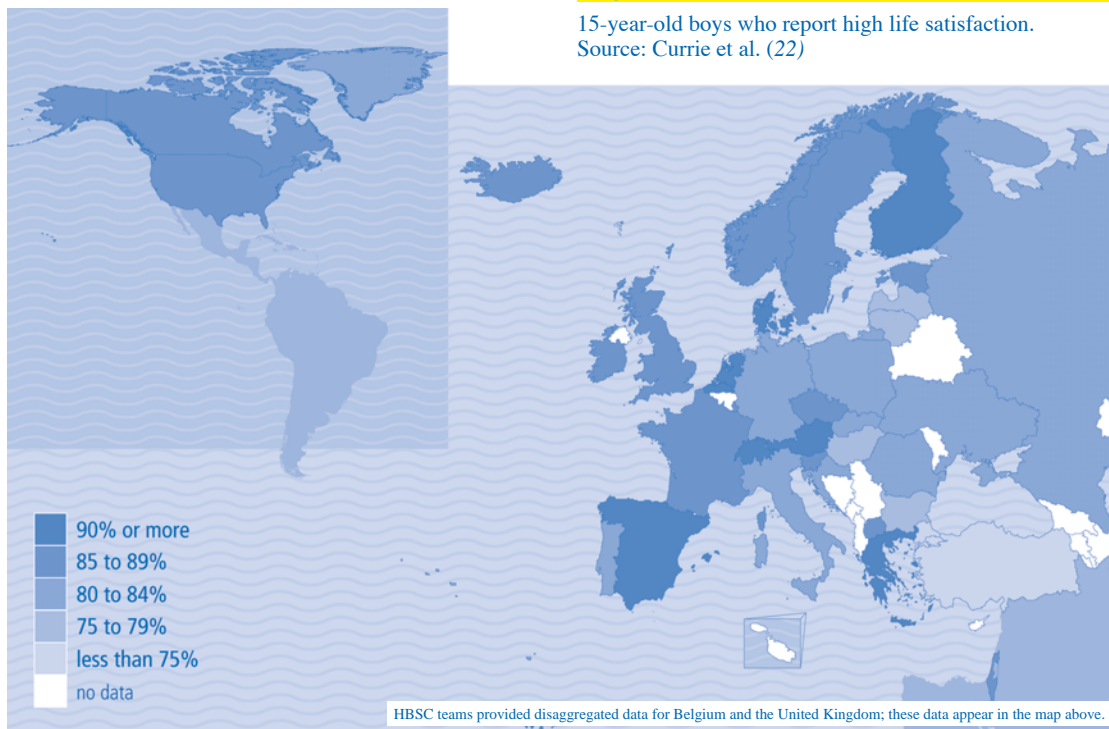 15-year-old boys who report high life satisfaction.
Source: Currie et al. (22)
90% or more
85 to 89%
80 to 84%
75 to 79%
less than 75%
no data
HBSC teams provided disaggregated data for Belgium and the United Kingdom; these data appear in the map above.